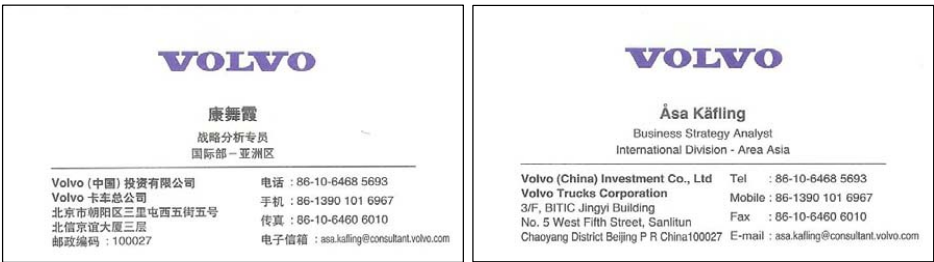 VOLVO
康舞霞
战略分析专员
国际部－亚洲区
Volvo (中国) 投资有限公司
Volvo 卡车总公司
北京市朝阳区三里屯西五街五号
北信京谊大厦三层
邮政编码：100027
电话 : 86-10-6468 5693
手机 : 86-1390 101 6967
传真 : 86-10-6460 6010
电子信箱 : asa.kafling@consultant.volvo.com
VOLVO
Åsa Käfling
Business Strategy Analyst
International Division - Area Asia
Volvo (China) Investment Co., Ltd
Volvo Trucks Corporation
3/F, BITIC Jingyi Building
No. 5 West Fifth Street, Sanlitun
Chaoyang District Beijing P R China100027
Tel : 86-10-6468 5693
Mobile : 86-1390 101 6967
Fax : 86-10-6460 6010
E-mail : asa.kafling@consultant.volvo.com